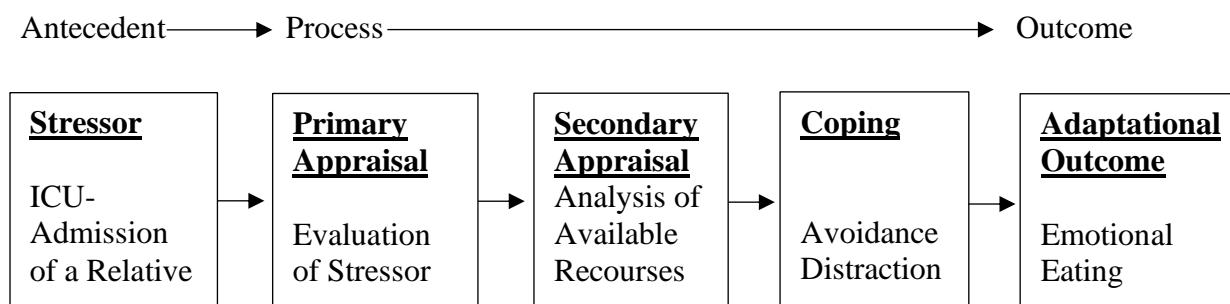 Antecedent Process Outcome
Stressor
ICU-
Admission
of a Relative
Primary
Appraisal
Evaluation
of Stressor
Secondary
Appraisal
Analysis of
Available
Recourses
Coping
Avoidance
Distraction
Adaptational
Outcome
Emotional
Eating